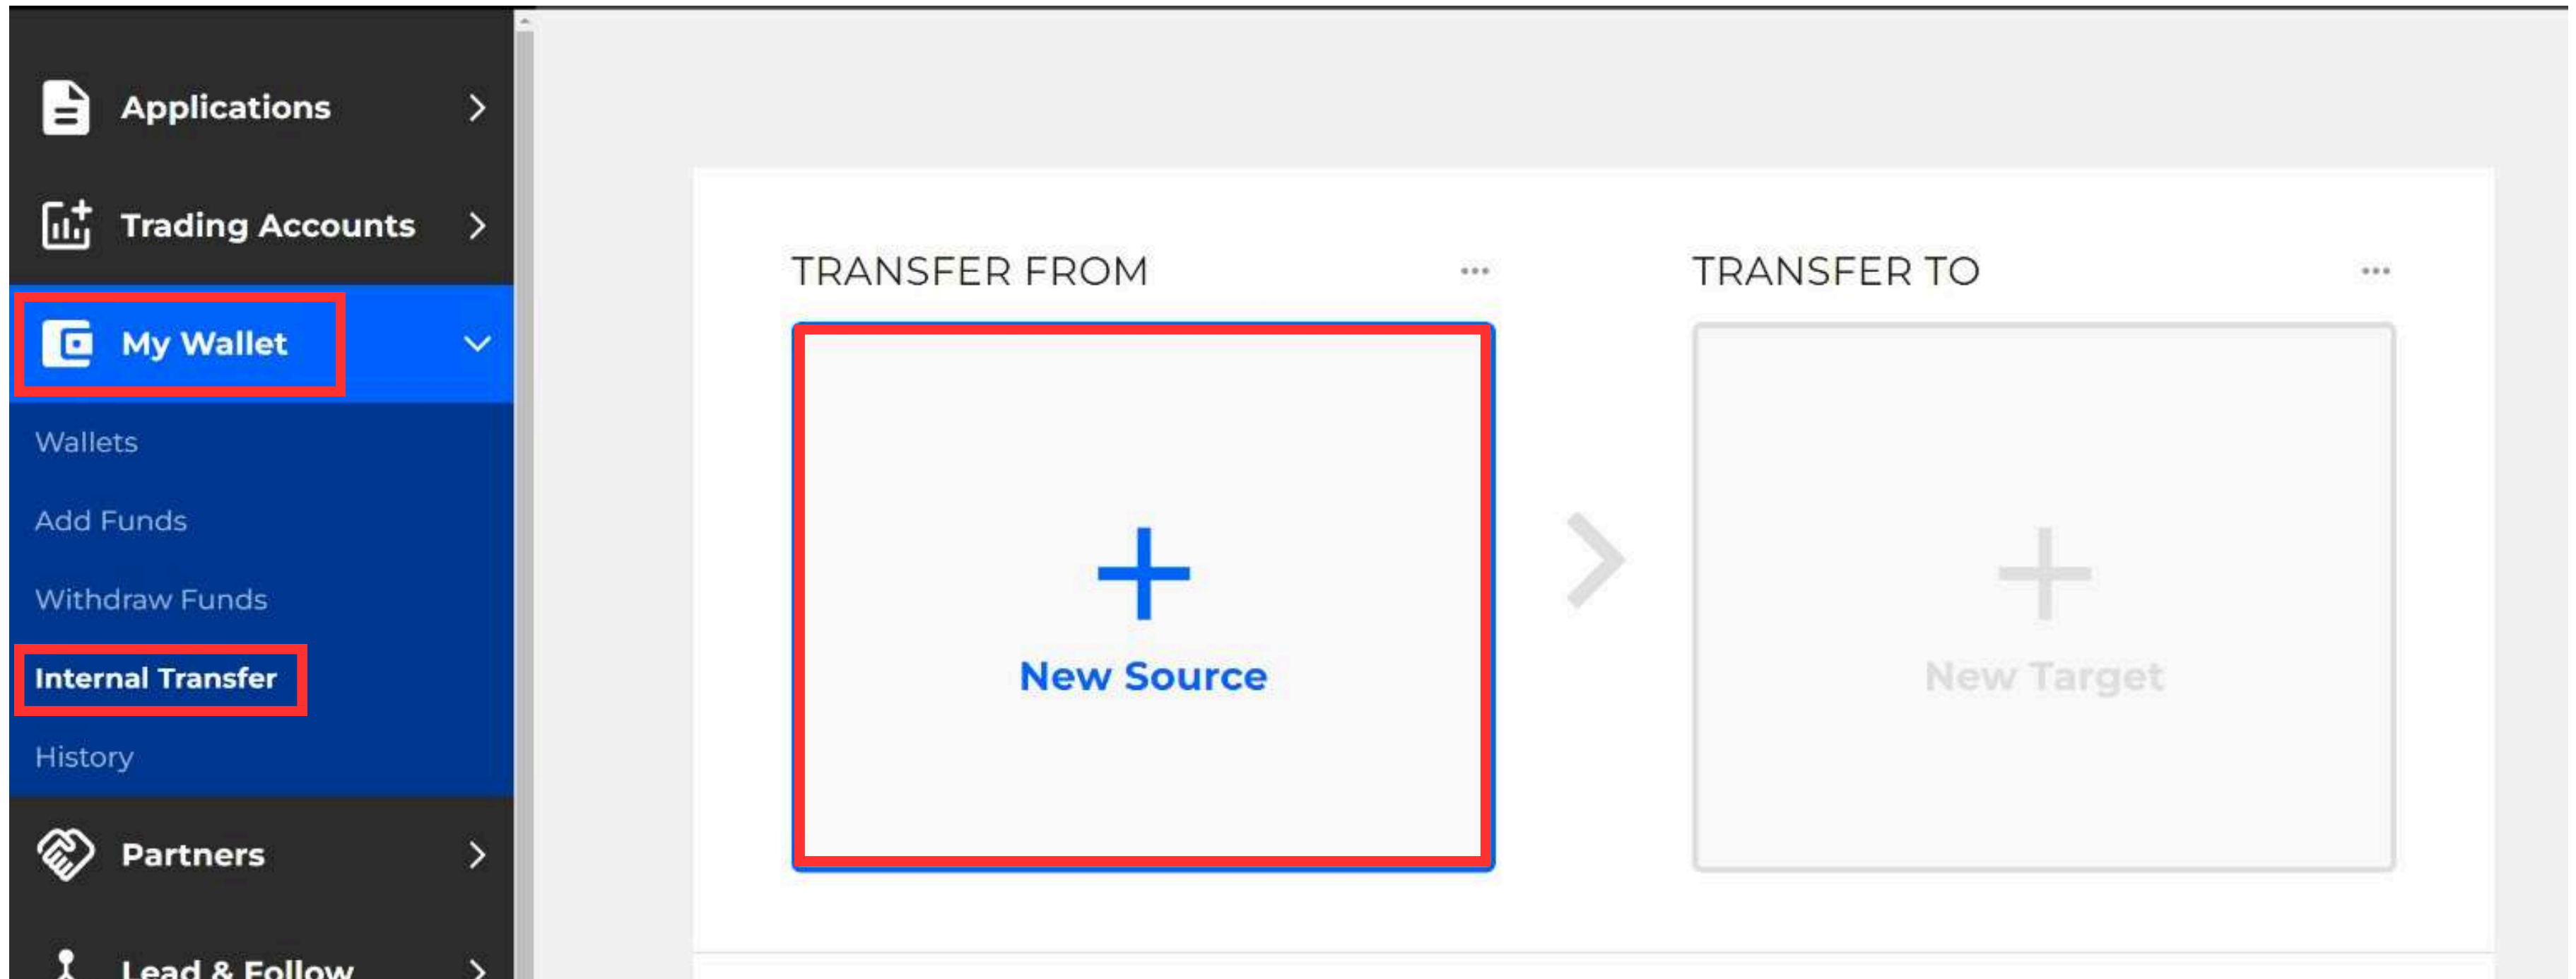 Applications
Trading Accounts
My Wallet
Wallets
Add Funds
Withdraw Funds
Internal Transfer
History
Partners
Lead & Follow
TRANSFER FROM
New Source
TRANSFER TO
New Target